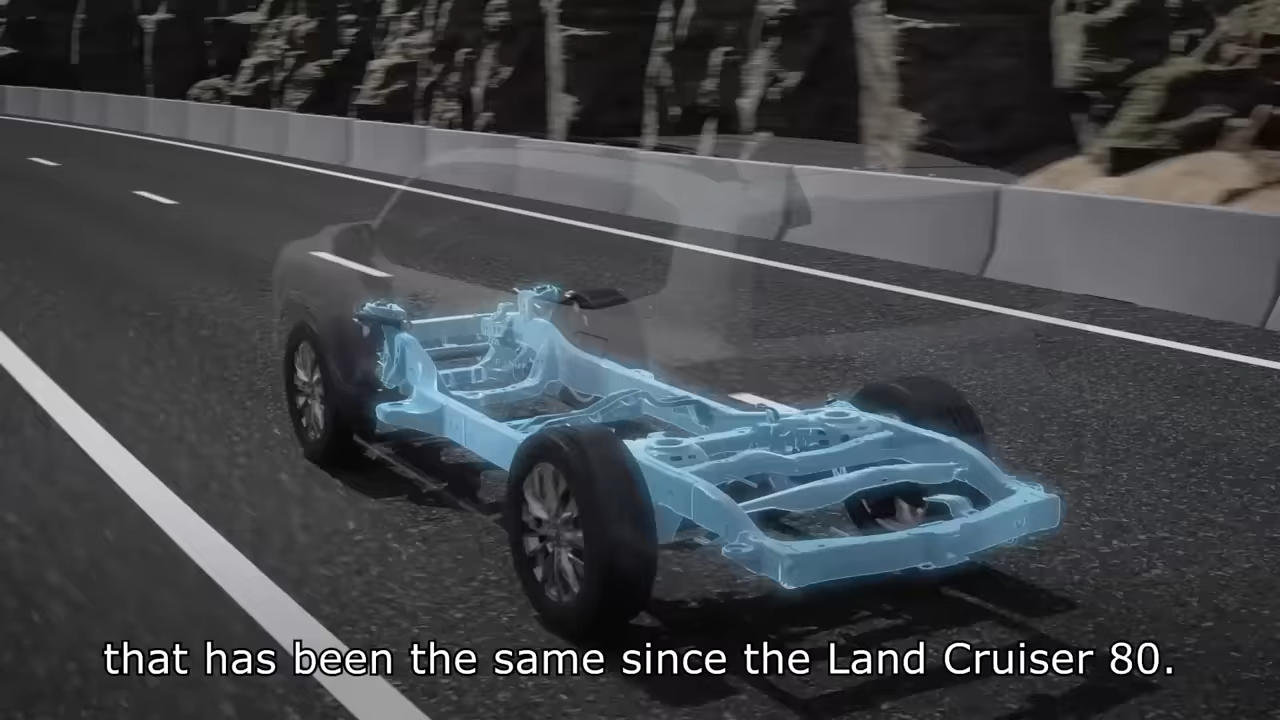 that has been the same since the Land Cruiser 80.